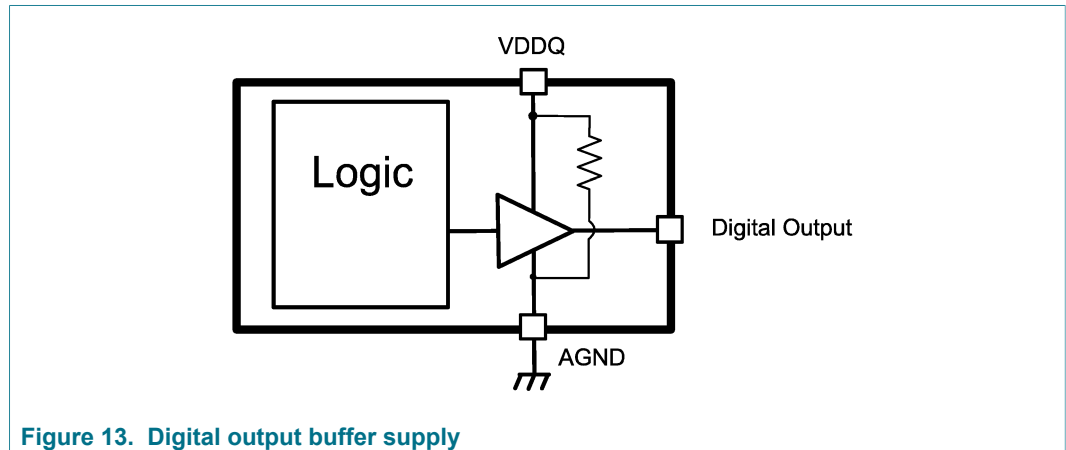 VDDQ
Logic
Digital Output
AGND
Figure 13. Digital output buffer supply